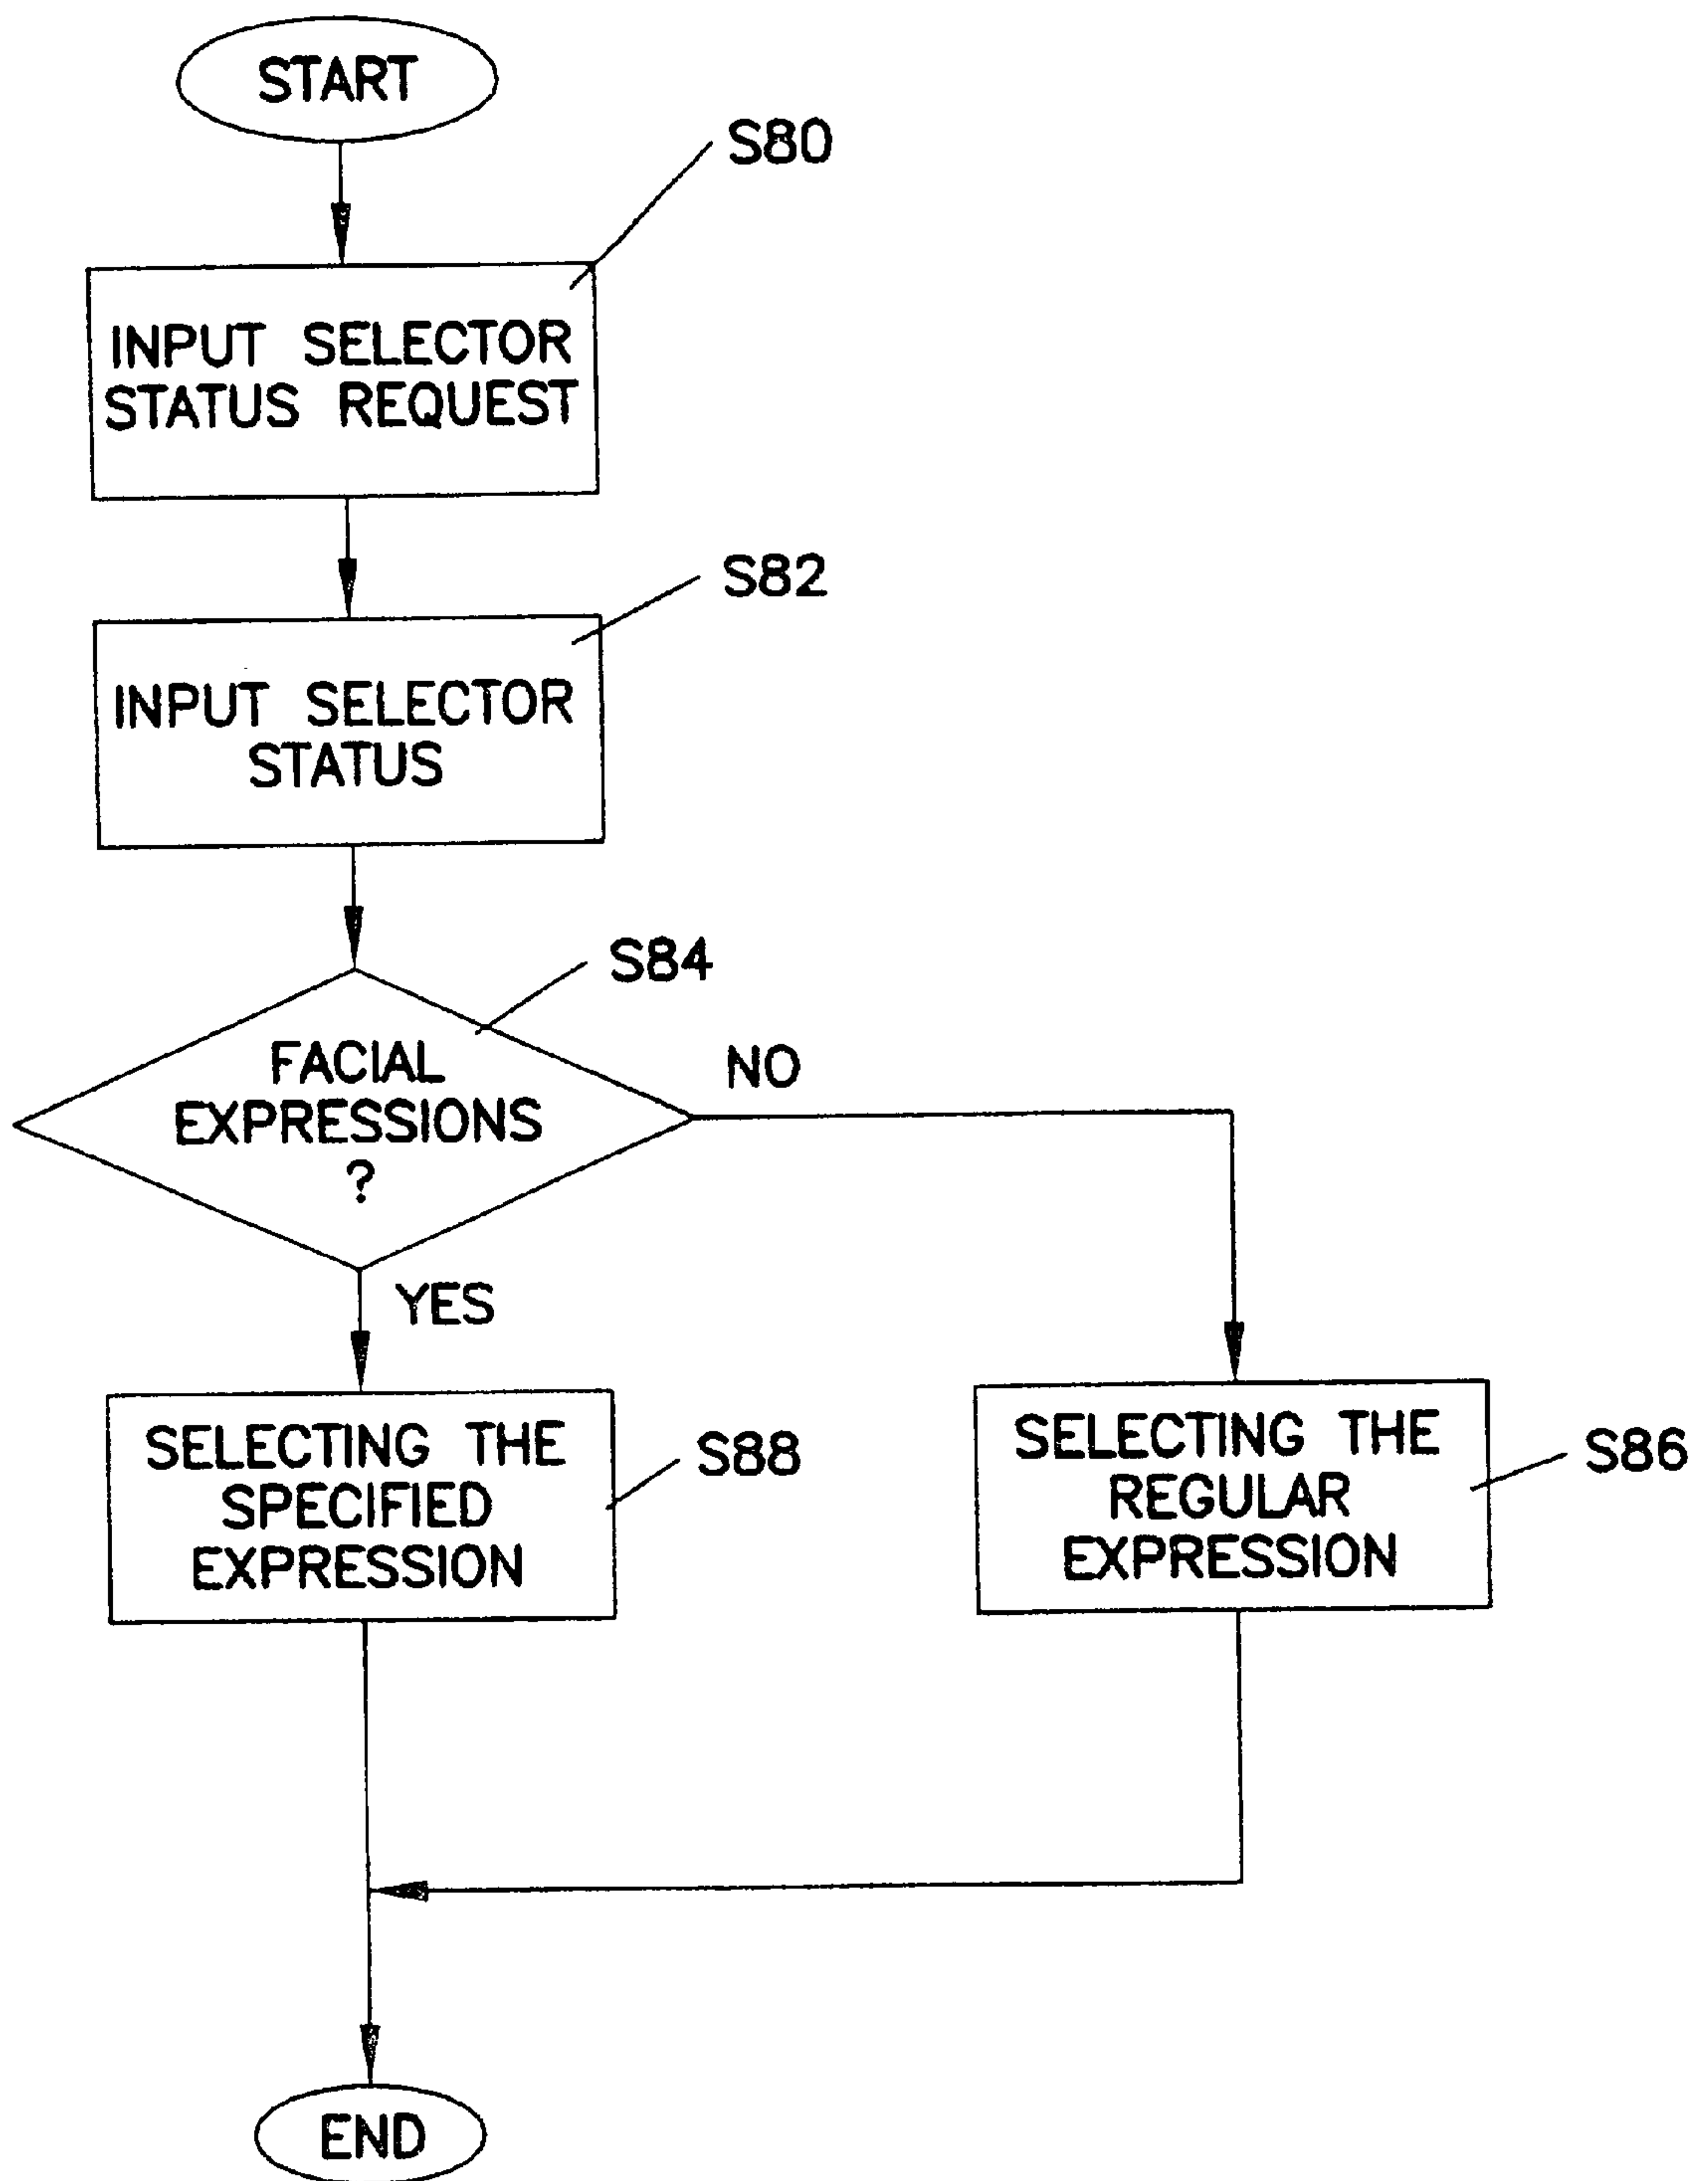 START
S80
INPUT SELECTOR
STATUS REQUEST
S82
INPUT SELECTOR
STATUS
S84
FACIAL
EXPRESSIONS
?
NO
YES
SELECTING THE
SPECIFIED
EXPRESSION
S88
SELECTING THE
REGULAR
EXPRESSION
S86
END